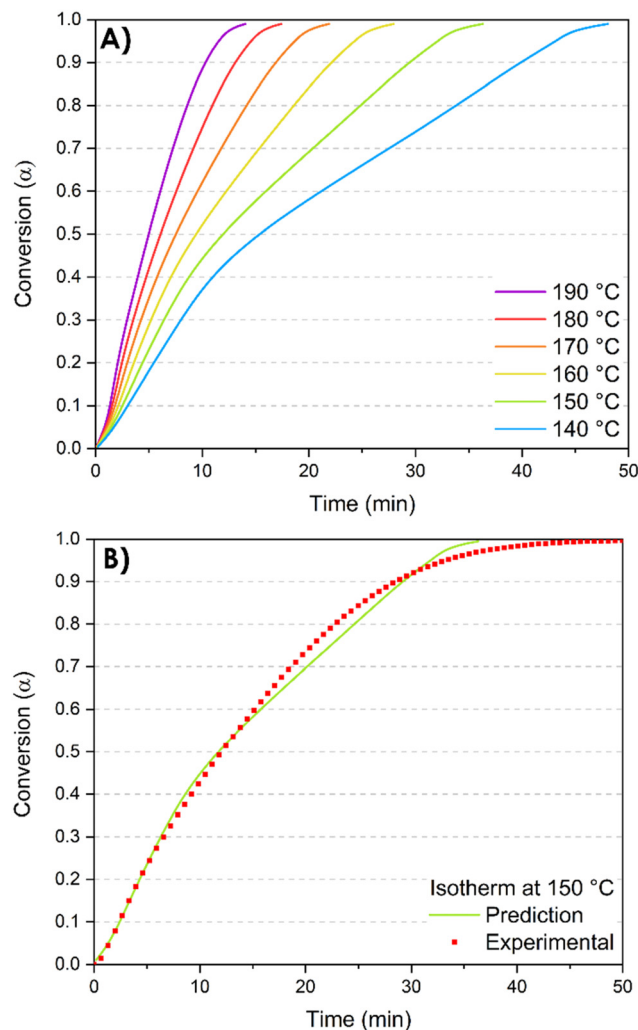 A)
1.0
0.9
0.8
0.7
0.6
0.5
0.4
0.3
0.2
0.1
0.0
Conversion (α)
190 °C
180 °C
170 °C
160 °C
150 °C
140 °C
0 10 20 30 40 50
Time (min)
B)
1.0
0.9
0.8
0.7
0.6
0.5
0.4
0.3
0.2
0.1
0.0
Conversion (α)
Isotherm at 150 °C
Prediction
Experimental
0 10 20 30 40 50
Time (min)